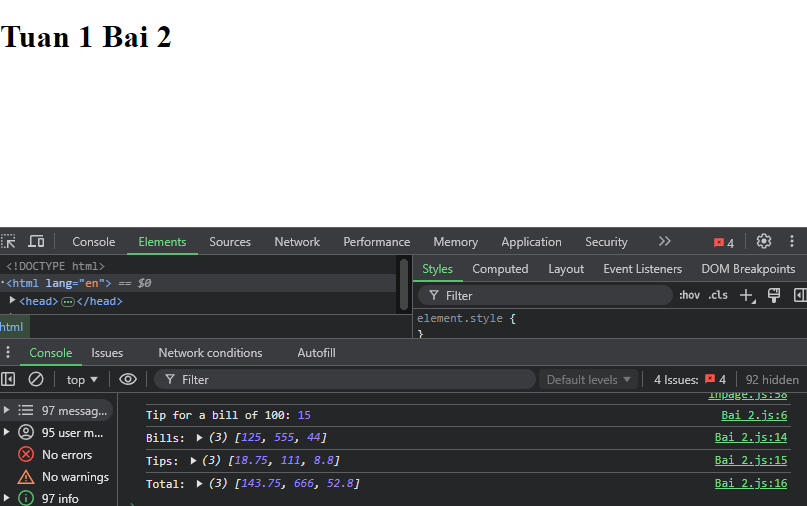 Tuan 1 Bai 2
Console Elements Sources Network Performance Memory Application Security 4
<!DOCTYPE html>
<html lang="en"> == $0
<head> </head>
html
Styles Computed Layout Event Listeners DOM Breakpoints
Filter :hov .cls
element.style {
}
Console Issues Network conditions Autofill
top Filter Default levels 4 Issues: 4 92 hidden
97 messag...
95 user m...
No errors
No warnings
97 info
inpage.js:58
Tip for a bill of 100: 15 Bai 2.js:6
Bills: (3) [125, 555, 44] Bai 2.js:14
Tips: (3) [18.75, 111, 8.8] Bai 2.js:15
Total: (3) [143.75, 666, 52.8] Bai 2.js:16